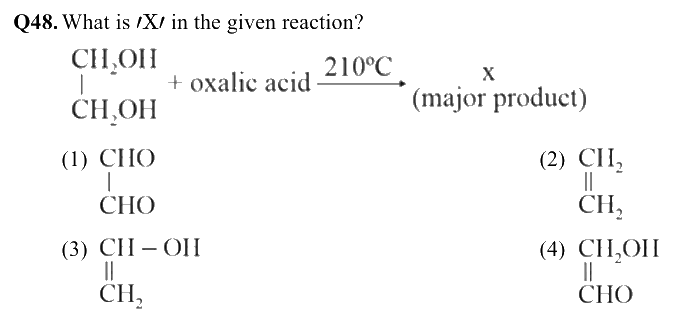 Q48. What is ′X′ in the given reaction?
CH₂OH
|
CH₂OH
+ oxalic acid
210ºC
x
(major product)
(1) CHO
|
CHO
(2) CH₂
||
CH₂
(3) CH – OH
||
CH₂
(4) CH₂OH
||
CHO